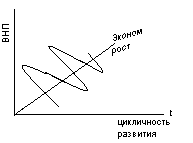 ВНП
Эконом
рост
t
цикличность
развития